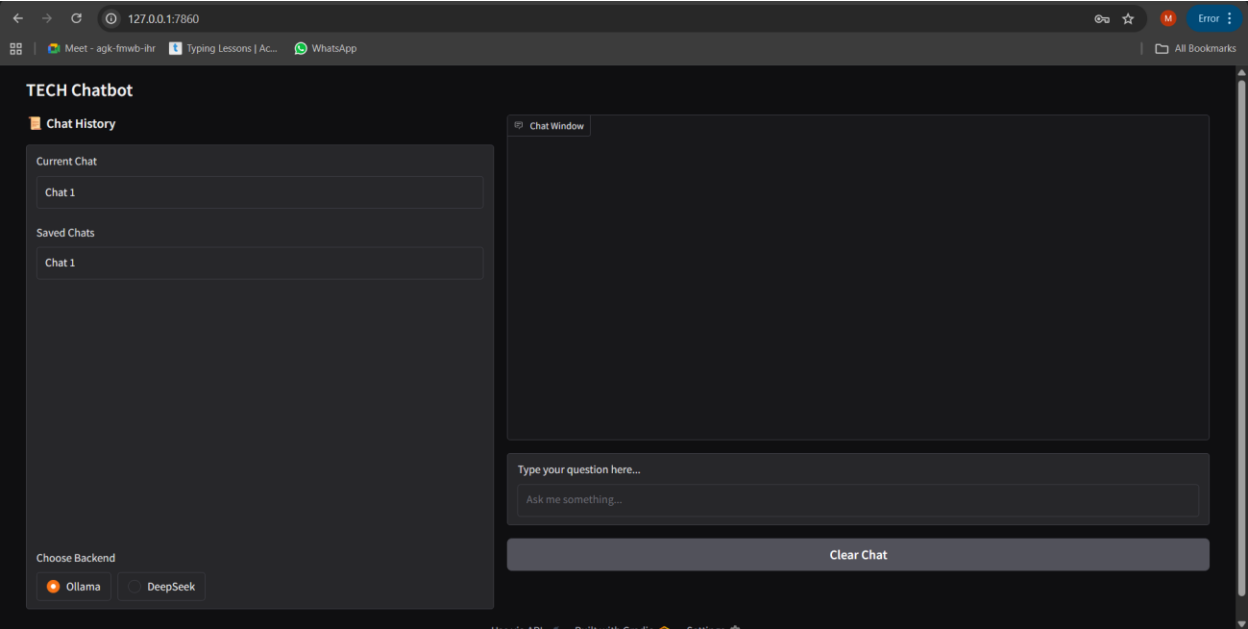 127.0.0.1:7860
M
Error
Meet - agk-fmwb-ihr
Typing Lessons | Ac...
WhatsApp
All Bookmarks
TECH Chatbot
Chat History
Current Chat
Chat 1
Saved Chats
Chat 1
Choose Backend
Ollama
DeepSeek
Chat Window
Type your question here...
Ask me something...
Clear Chat